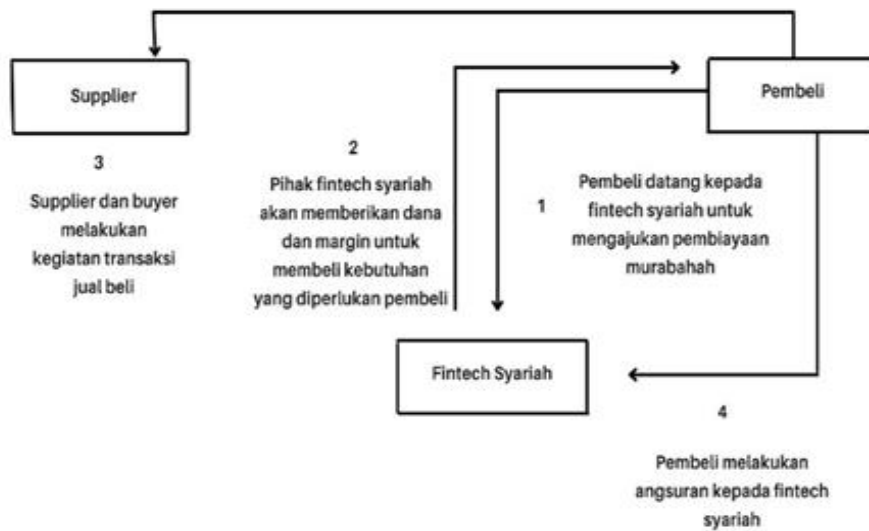 Supplier
Pembeli
3
Supplier dan buyer
melakukan
kegiatan transaksi
jual beli
2
Pihak fintech syariah
akan memberikan dana
dan margin untuk
membeli kebutuhan
yang diperlukan pembeli
1
Pembeli datang kepada
fintech syariah untuk
mengajukan pembiayaan
murabahah
Fintech Syariah
4
Pembeli melakukan
angsuran kepada fintech
syariah